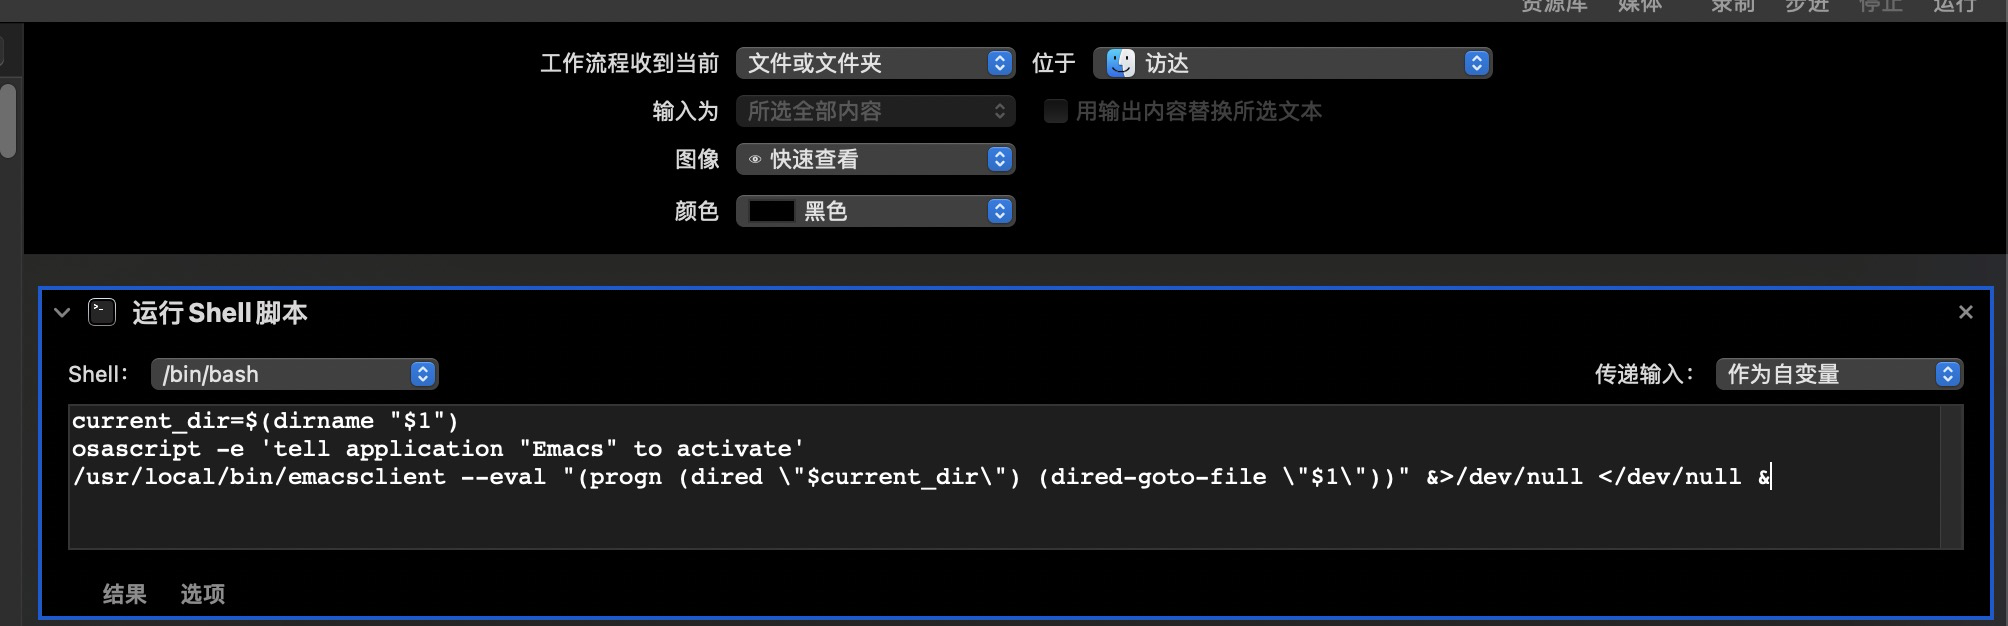 资源库 媒体 录制 步进 停止 运行
工作流程收到当前 文件或文件夹 位于 访达
输入为 所选全部内容 用输出内容替换所选文本
图像 快速查看
颜色 黑色
运行 Shell 脚本
Shell： /bin/bash 传递输入： 作为自变量
current_dir=$(dirname "$1")
osascript -e 'tell application "Emacs" to activate'
/usr/local/bin/emacsclient --eval "(progn (dired \"$current_dir\") (dired-goto-file \"$1\"))" &>/dev/null </dev/null &
结果 选项